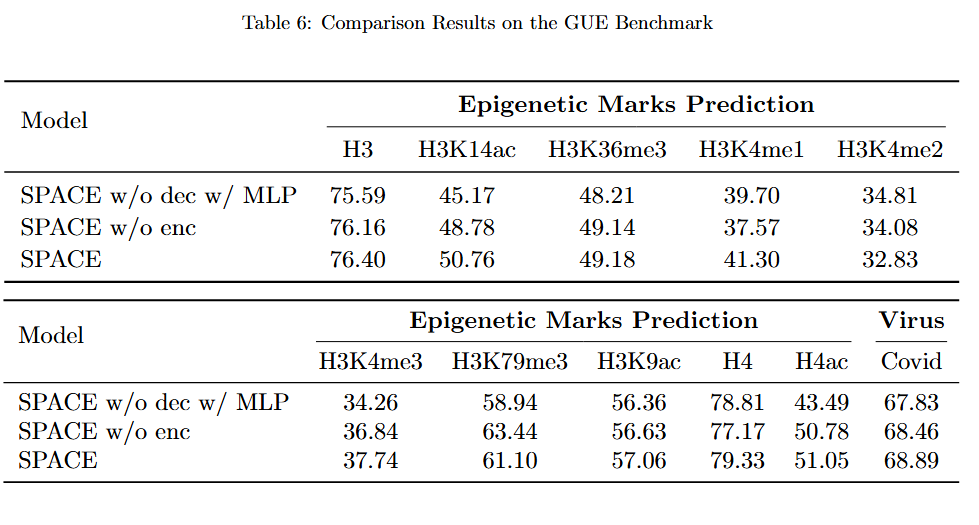 Table 6: Comparison Results on the GUE Benchmark
Model Epigenetic Marks Prediction
H3 H3K14ac H3K36me3 H3K4me1 H3K4me2
SPACE w/o dec w/ MLP 75.59 45.17 48.21 39.70 34.81
SPACE w/o enc 76.16 48.78 49.14 37.57 34.08
SPACE 76.40 50.76 49.18 41.30 32.83
Model Epigenetic Marks Prediction Virus
H3K4me3 H3K79me3 H3K9ac H4 H4ac Covid
SPACE w/o dec w/ MLP 34.26 58.94 56.36 78.81 43.49 67.83
SPACE w/o enc 36.84 63.44 56.63 77.17 50.78 68.46
SPACE 37.74 61.10 57.06 79.33 51.05 68.89